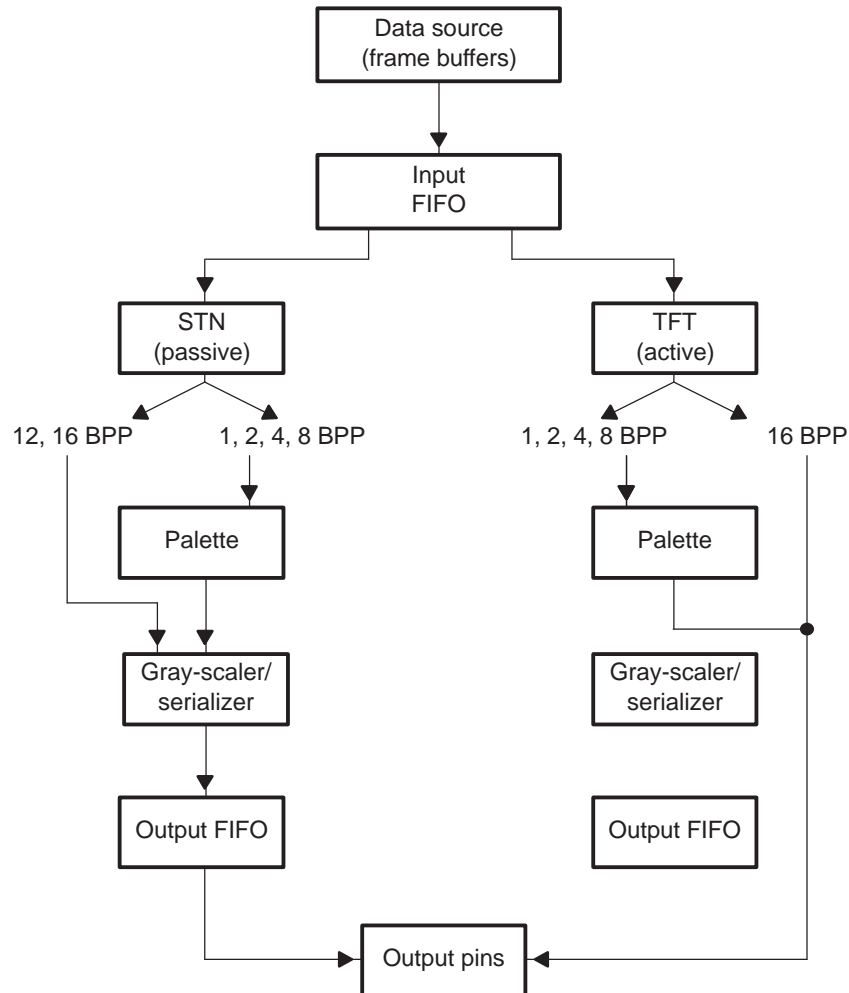 Data source
(frame buffers)
Input
FIFO
STN
(passive)
TFT
(active)
12, 16 BPP
1, 2, 4, 8 BPP
1, 2, 4, 8 BPP
16 BPP
Palette
Palette
Gray-scaler/
serializer
Gray-scaler/
serializer
Output FIFO
Output FIFO
Output pins